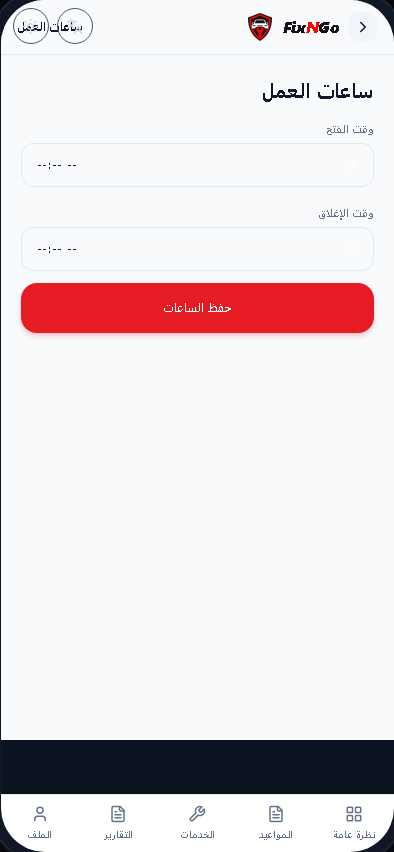 FixNGo
ساعات العمل
ساعات العمل
وقت الفتح
--:-- --
وقت الإغلاق
--:-- --
حفظ الساعات
نظرة عامة
المواعيد
الخدمات
التقارير
الملف